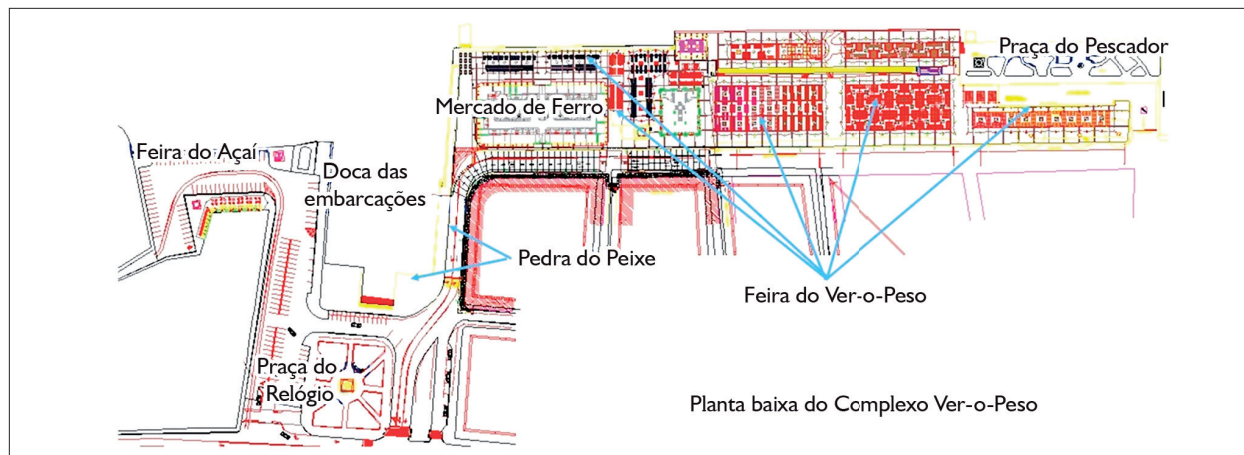 Praça do Pescador
Mercado de Ferro
Feira do Açaí
Doca das
embarcações
Pedra do Peixe
Feira do Ver-o-Peso
Praça do
Relógio
Planta baixa do Complexo Ver-o-Peso